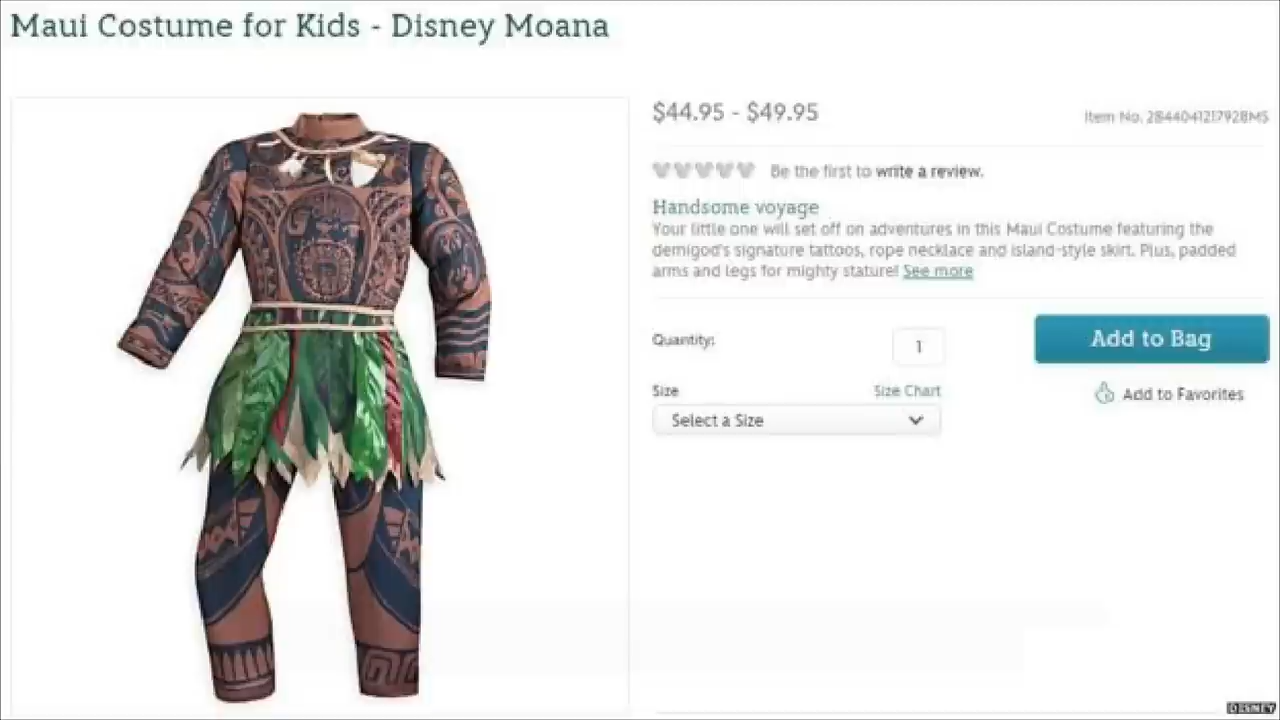 Maui Costume for Kids - Disney Moana
$44.95 - $49.95
Item No. 2844041217928MS
Be the first to write a review.
Handsome voyage
Your little one will set off on adventures in this Maui Costume featuring the
demigod's signature tattoos, rope necklace and island-style skirt. Plus, padded
arms and legs for mighty stature! See more
Quantity:
1
Add to Bag
Size
Size Chart
Add to Favorites
Select a Size
DISNEY